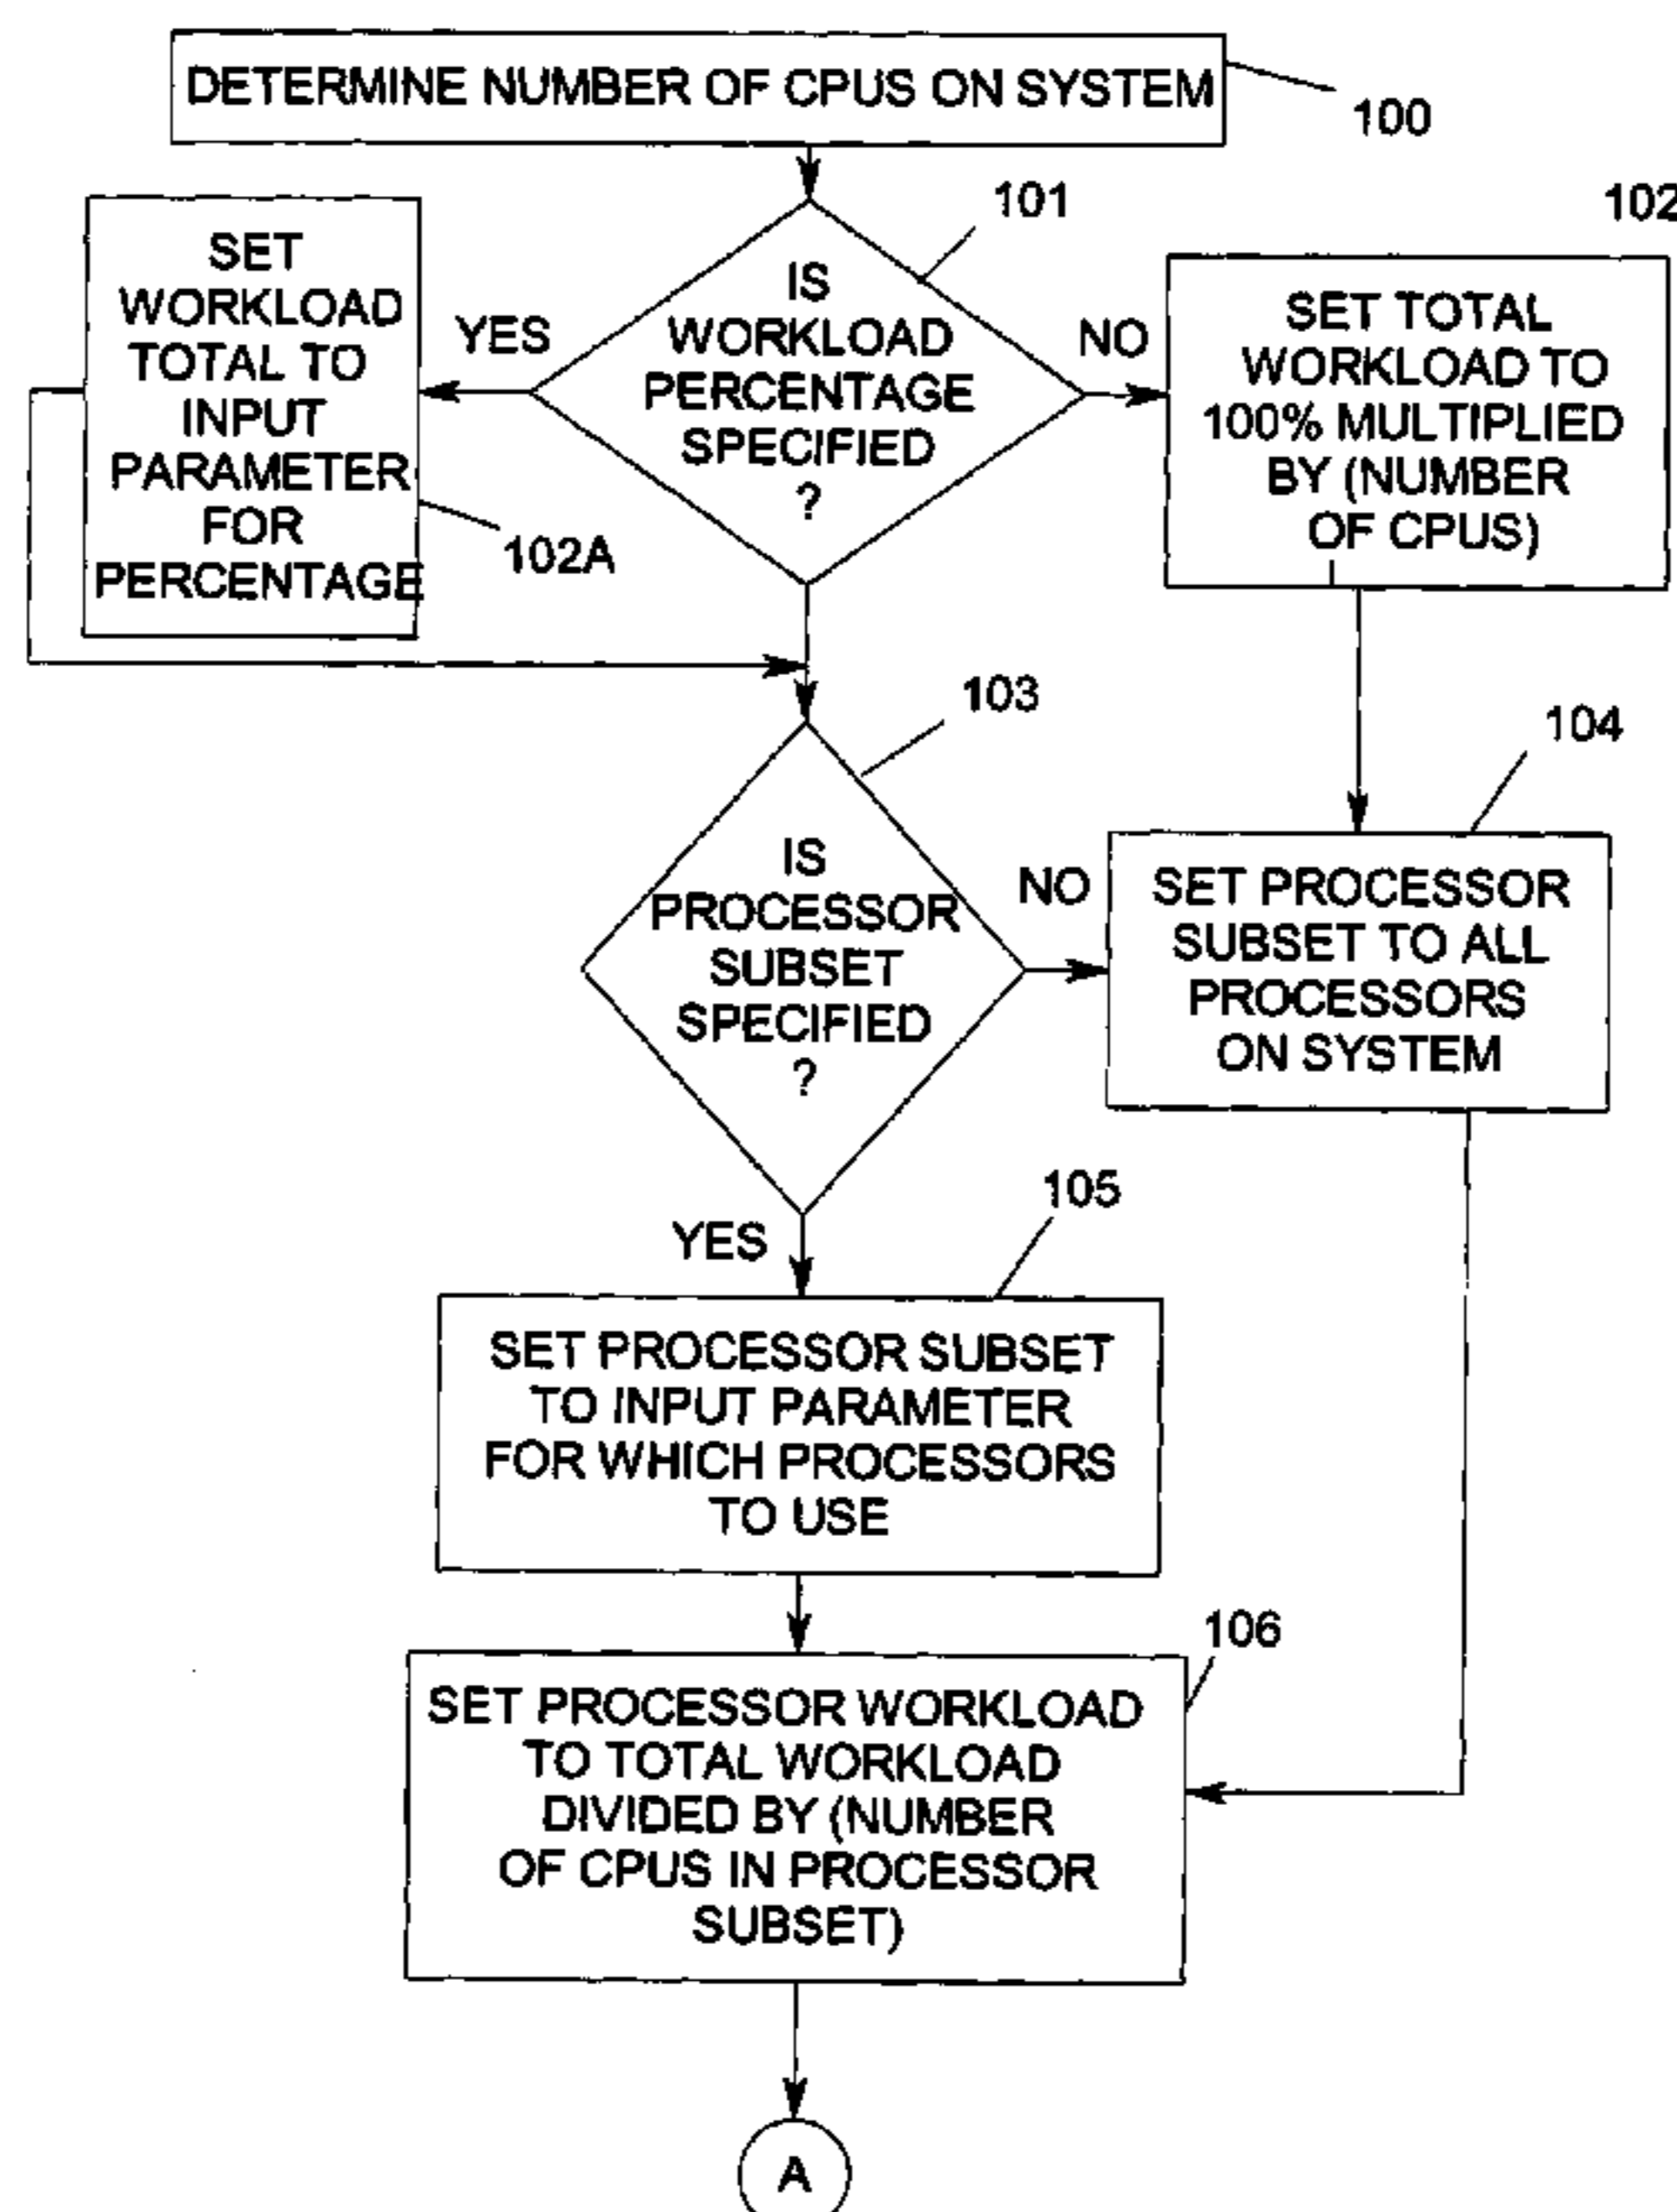 DETERMINE NUMBER OF CPUS ON SYSTEM
100
101
102
SET
WORKLOAD
TOTAL TO
INPUT
PARAMETER
FOR
PERCENTAGE
102A
YES
IS
WORKLOAD
PERCENTAGE
SPECIFIED
?
NO
SET TOTAL
WORKLOAD TO
100% MULTIPLIED
BY (NUMBER
OF CPUS)
103
104
IS
PROCESSOR
SUBSET
SPECIFIED
?
NO
SET PROCESSOR
SUBSET TO ALL
PROCESSORS
ON SYSTEM
YES
105
SET PROCESSOR SUBSET
TO INPUT PARAMETER
FOR WHICH PROCESSORS
TO USE
106
SET PROCESSOR WORKLOAD
TO TOTAL WORKLOAD
DIVIDED BY (NUMBER
OF CPUS IN PROCESSOR
SUBSET)
A